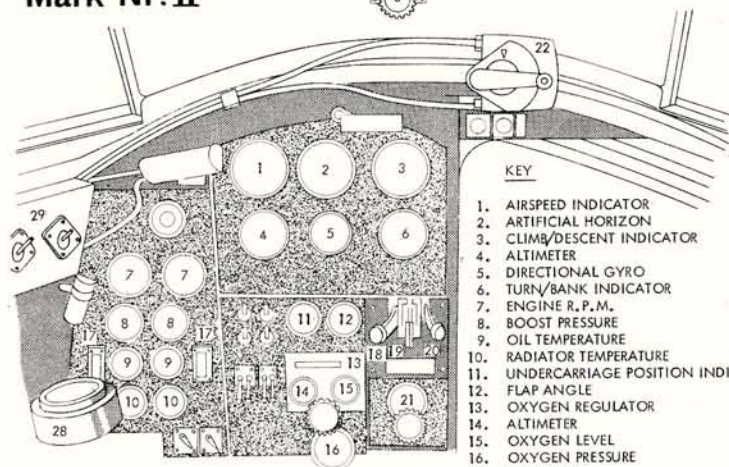 Mark Nr.II
22
1
2
3
KEY
29
4
5
6
1. AIRSPEED INDICATOR
2. ARTIFICIAL HORIZON
3. CLIMB/DESCENT INDICATOR
4. ALTIMETER
5. DIRECTIONAL GYRO
6. TURN/BANK INDICATOR
7. ENGINE R.P.M.
8. BOOST PRESSURE
9. OIL TEMPERATURE
10. RADIATOR TEMPERATURE
11. UNDERCARRIAGE POSITION INDI
12. FLAP ANGLE
13. OXYGEN REGULATOR
14. ALTIMETER
15. OXYGEN LEVEL
16. OXYGEN PRESSURE
7
7
8
8
11
12
17
17
18
19
20
9
9
13
10
10
14
15
21
28
16